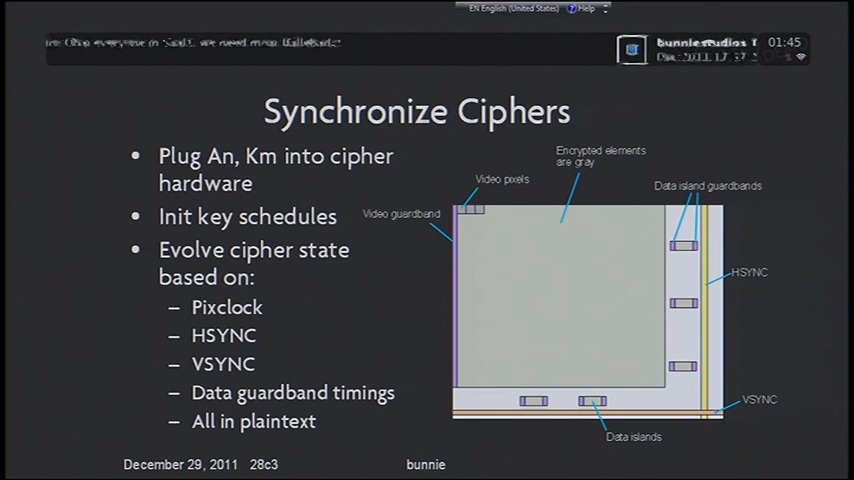 EN English (United States) Help
bunniestudios
01:45
Synchronize Ciphers
• Plug An, Km into cipher
hardware
• Init key schedules
• Evolve cipher state
based on:
– Pixclock
– HSYNC
– VSYNC
– Data guardband timings
– All in plaintext
Encrypted elements
are gray
Video pixels
Data island guardbands
Video guardband
HSYNC
VSYNC
Data islands
December 29, 2011 28c3
bunnie